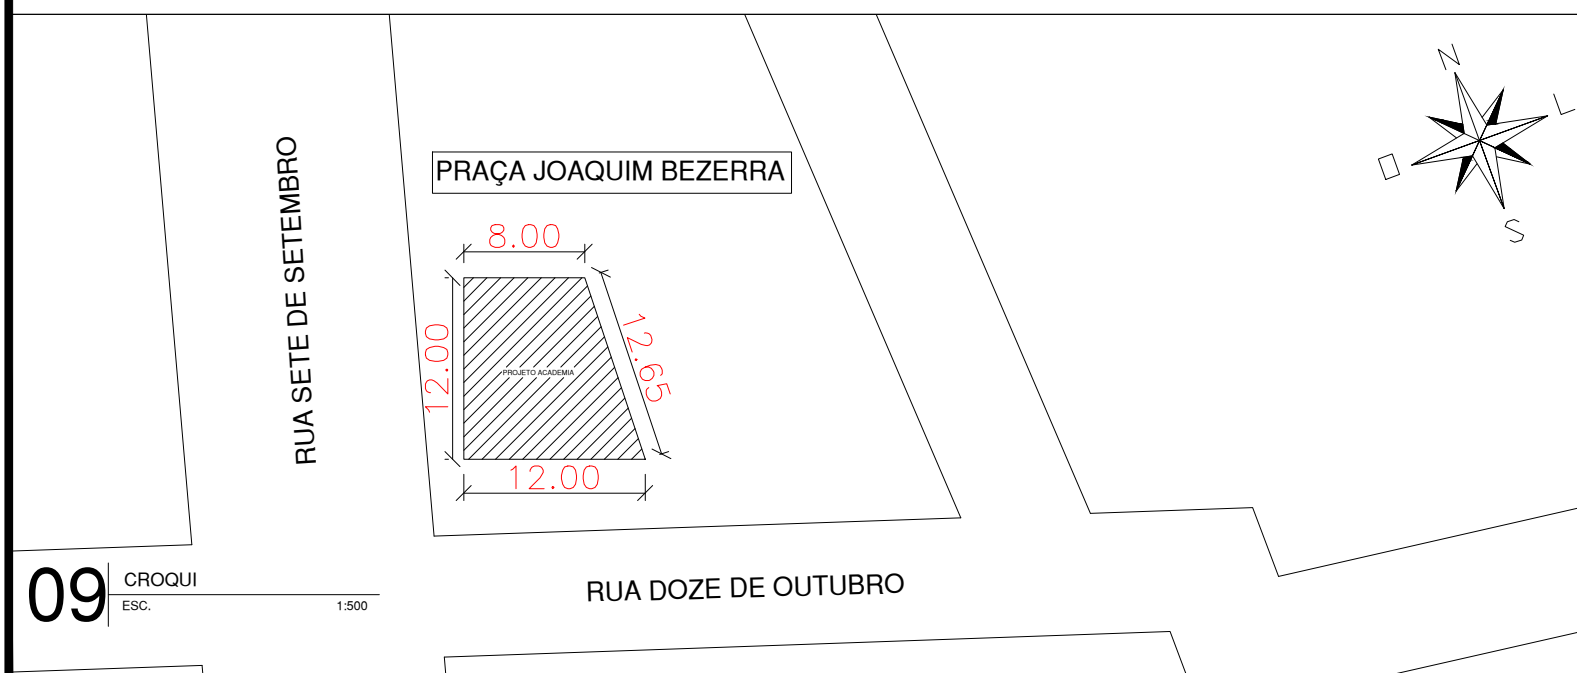 N
L
O
S
PRAÇA JOAQUIM BEZERRA
RUA SETE DE SETEMBRO
8.00
12.00
12.65
PROJETO ACADEMIA
12.00
RUA DOZE DE OUTUBRO
09
CROQUI
ESC. 1:500